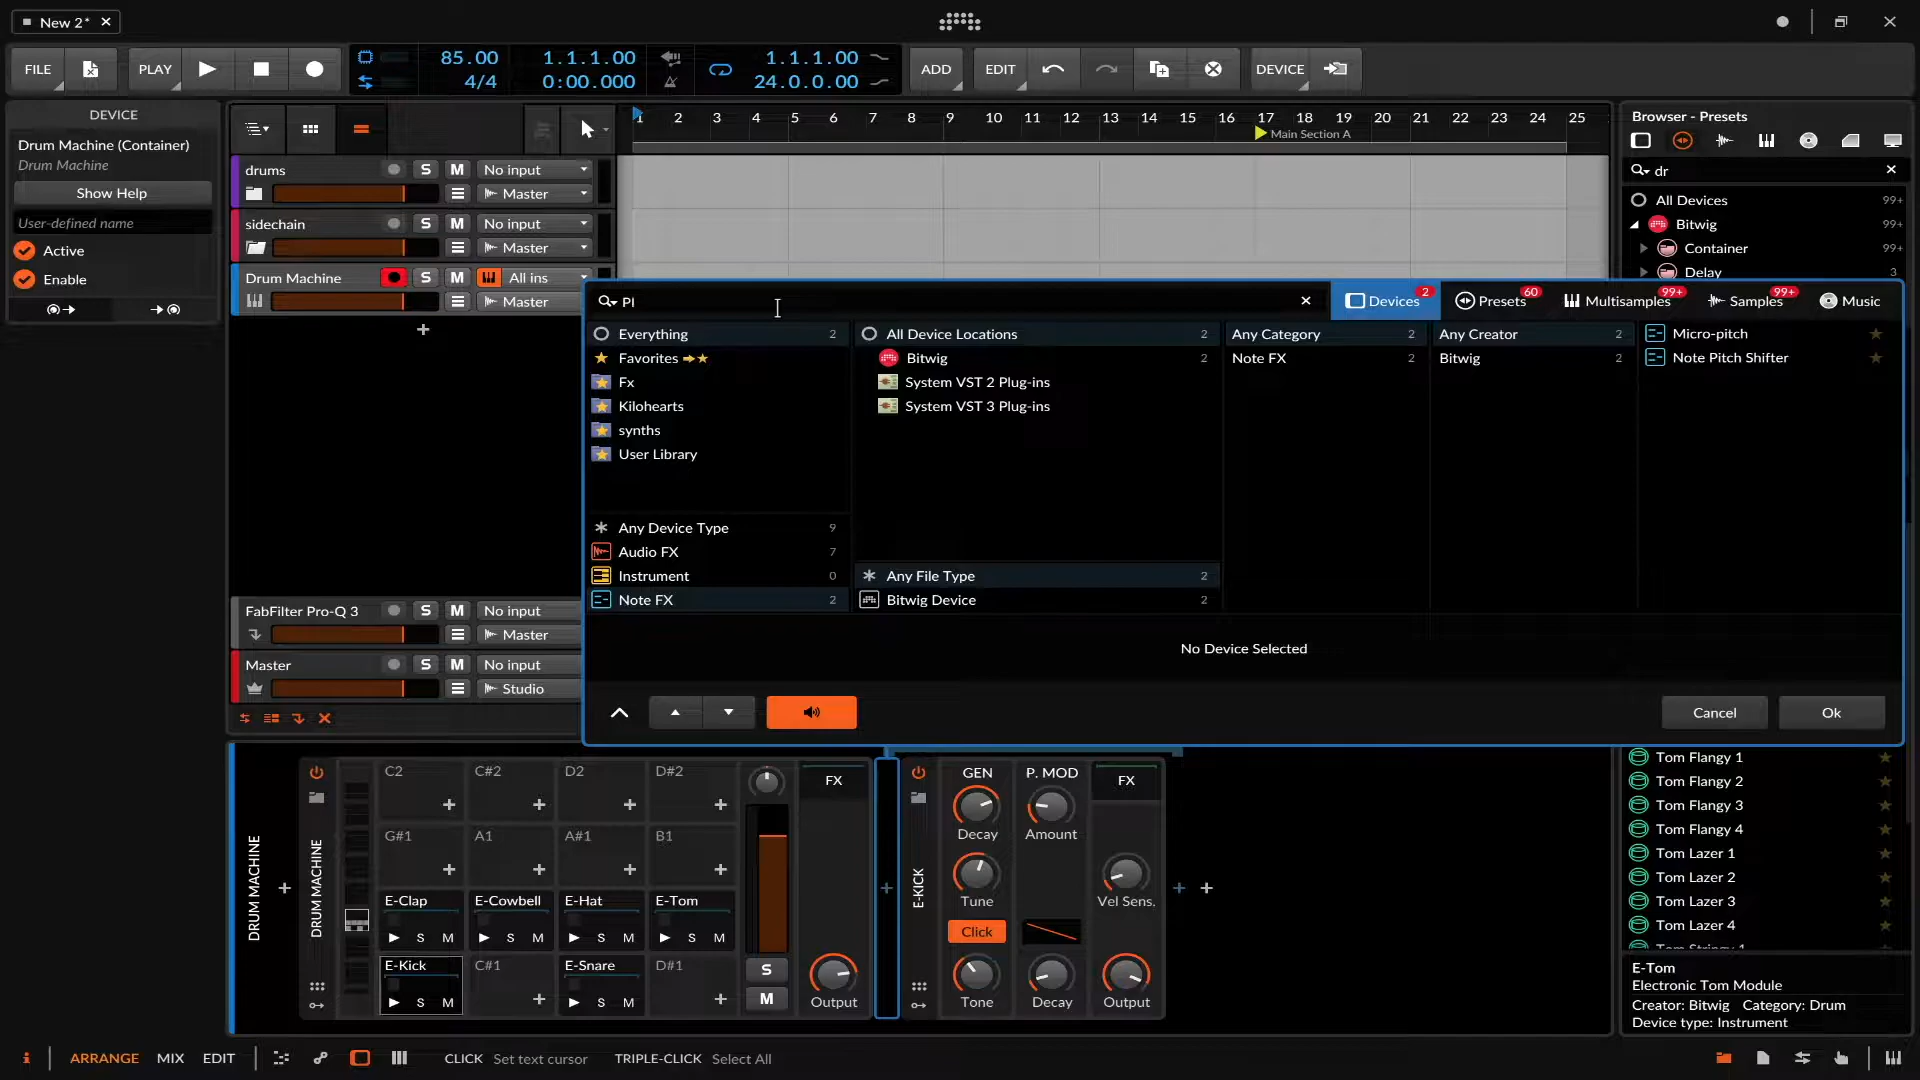 New 2*
FILE
PLAY
85.00
4/4
1.1.1.00
0:00.000
1.1.1.00
24.0.0.00
ADD
EDIT
DEVICE
DEVICE
Drum Machine (Container)
Drum Machine
Show Help
User-defined name
Active
Enable
1 2 3 4 5 6 7 8 9 10 11 12 13 14 15 16 17 18 19 20 21 22 23 24 25
Main Section A
drums S M No input
Master
sidechain S M No input
Master
Drum Machine S M All ins
Master
FabFilter Pro-Q 3 S M No input
Master
Master S M No input
Studio
Browser - Presets
dr
All Devices 99+
Bitwig 99+
Container 99+
Delay 3
PI
Devices 2
Presets 60
Multisamples 99+
Samples 99+
Music
Everything 2
Favorites
Fx
Kilohearts
synths
User Library
Any Device Type 9
Audio FX 7
Instrument 0
Note FX 2
All Device Locations 2
Bitwig 2
System VST 2 Plug-ins
System VST 3 Plug-ins
Any File Type 2
Bitwig Device 2
Any Category 2
Note FX 2
Any Creator 2
Bitwig 2
Micro-pitch
Note Pitch Shifter
No Device Selected
Cancel
Ok
DRUM MACHINE
DRUM MACHINE
C2 C#2 D2 D#2
G#1 A1 A#1 B1
E-Clap E-Cowbell E-Hat E-Tom
S M S M S M S M
E-Kick C#1 E-Snare D#1
S M S M
S
M
FX
Output
E-KICK
GEN
Decay
Tune
Click
Tone
P. MOD
Amount
Decay
FX
Vel Sens.
Output
Tom Flangy 1
Tom Flangy 2
Tom Flangy 3
Tom Flangy 4
Tom Lazer 1
Tom Lazer 2
Tom Lazer 3
Tom Lazer 4
Tom Stringy 1
E-Tom
Electronic Tom Module
Creator: Bitwig Category: Drum
Device type: Instrument
i ARRANGE MIX EDIT
CLICK Set text cursor TRIPLE-CLICK Select All